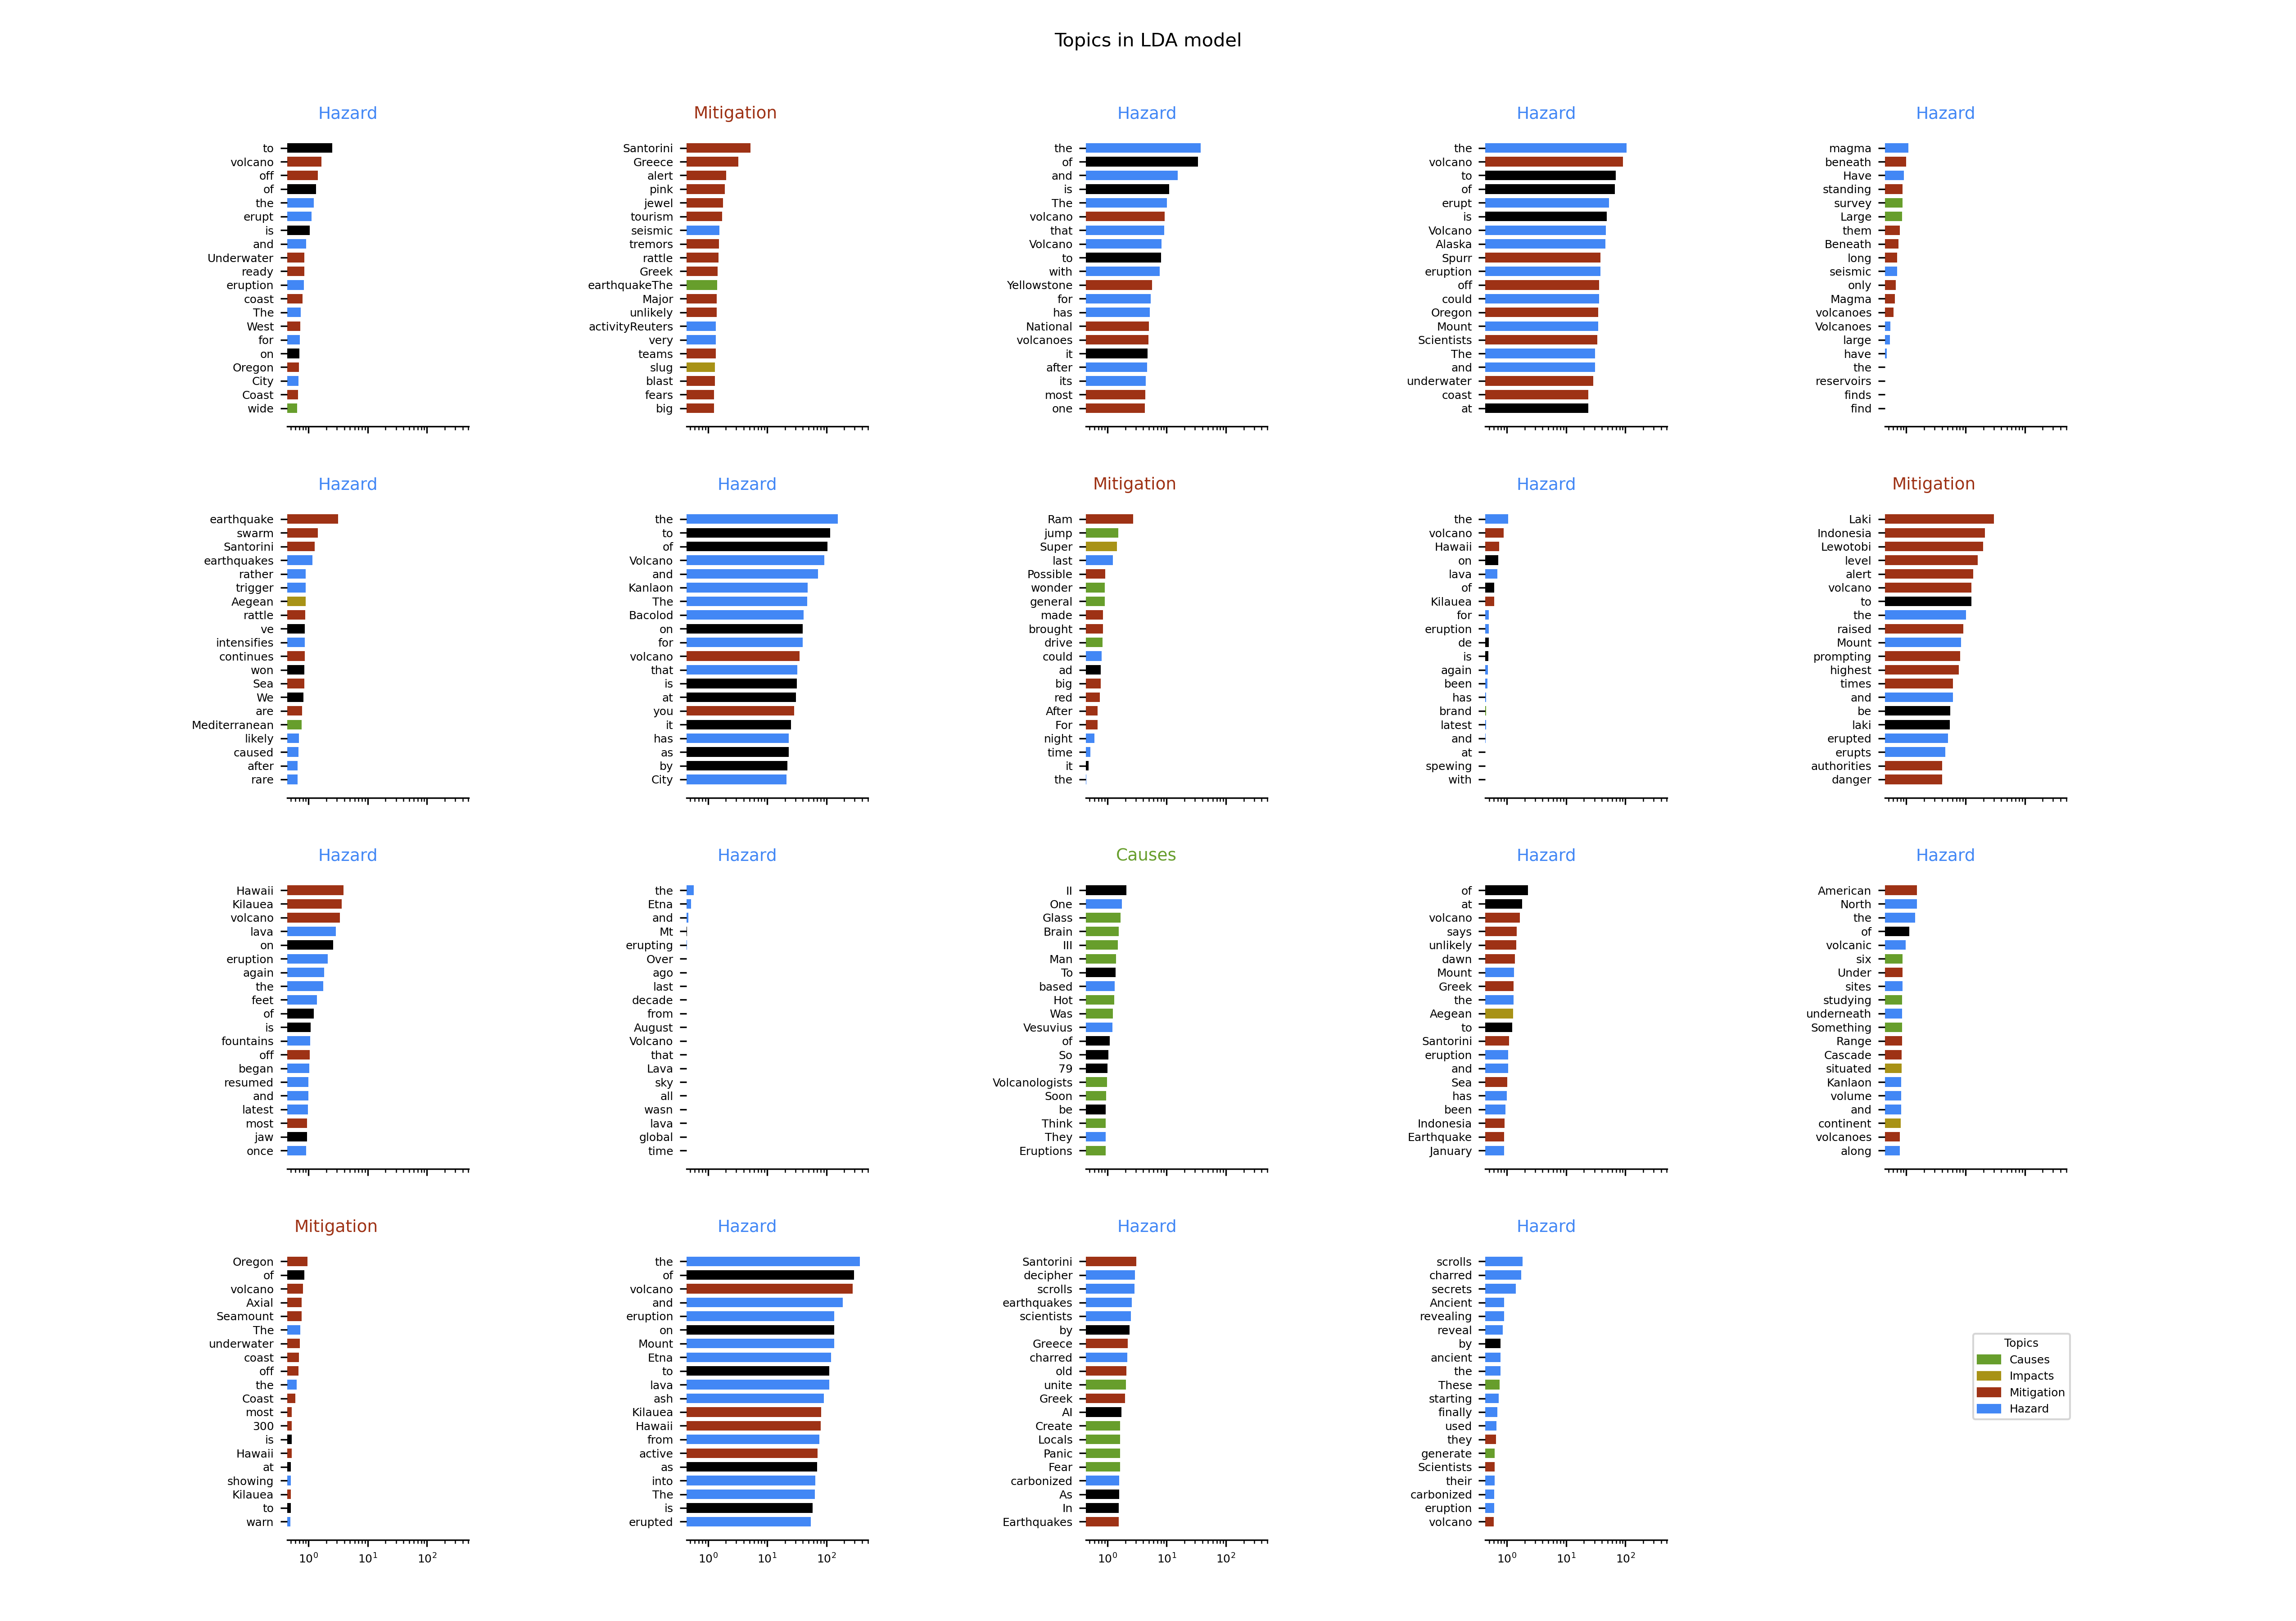 Topics in LDA model
Hazard
to
volcano
off
of
the
erupt
is
and
Underwater
ready
eruption
coast
The
West
for
on
Oregon
City
Coast
wide
Mitigation
Santorini
Greece
alert
pink
jewel
tourism
seismic
tremors
rattle
Greek
earthquakeThe
Major
unlikely
activityReuters
very
teams
slug
blast
fears
big
Hazard
the
of
and
is
The
volcano
that
Volcano
to
with
Yellowstone
for
has
National
volcanoes
it
after
its
most
one
Hazard
the
volcano
to
of
erupt
is
Volcano
Alaska
Spurr
eruption
off
could
Oregon
Mount
Scientists
The
and
underwater
coast
at
Hazard
magma
beneath
Have
standing
survey
Large
them
Beneath
long
seismic
only
Magma
volcanoes
Volcanoes
large
have
the
reservoirs
finds
find
Hazard
earthquake
swarm
Santorini
earthquakes
rather
trigger
Aegean
rattle
ve
intensifies
continues
won
Sea
We
are
Mediterranean
likely
caused
after
rare
Hazard
the
to
of
Volcano
and
Kanlaon
The
Bacolod
on
for
volcano
that
is
at
you
it
has
as
by
City
Mitigation
Ram
jump
Super
last
Possible
wonder
general
made
brought
drive
could
ad
big
red
After
For
night
time
it
the
Hazard
the
volcano
Hawaii
on
lava
of
Kilauea
for
eruption
de
is
again
been
has
brand
latest
and
at
spewing
with
Mitigation
Laki
Indonesia
Lewotobi
level
alert
volcano
to
the
raised
Mount
prompting
highest
times
and
be
laki
erupted
erupts
authorities
danger
Hazard
Hawaii
Kilauea
volcano
lava
on
eruption
again
the
feet
of
is
fountains
off
began
resumed
and
latest
most
jaw
once
Hazard
the
Etna
and
Mt
erupting
Over
ago
last
decade
from
August
Volcano
that
Lava
sky
all
wasn
lava
global
time
Causes
II
One
Glass
Brain
III
Man
To
based
Hot
Was
Vesuvius
of
So
79
Volcanologists
Soon
be
Think
They
Eruptions
Hazard
of
at
volcano
says
unlikely
dawn
Mount
Greek
the
Aegean
to
Santorini
eruption
and
Sea
has
been
Indonesia
Earthquake
January
Hazard
American
North
the
of
volcanic
six
Under
sites
studying
underneath
Something
Range
Cascade
situated
Kanlaon
volume
and
continent
volcanoes
along
Mitigation
Oregon
of
volcano
Axial
Seamount
The
underwater
coast
off
the
Coast
most
300
is
Hawaii
at
showing
Kilauea
to
warn
10⁰ 10¹ 10²
Hazard
the
of
volcano
and
eruption
on
Mount
Etna
to
lava
ash
Kilauea
Hawaii
from
active
as
into
The
is
erupted
10⁰ 10¹ 10²
Hazard
Santorini
decipher
scrolls
earthquakes
scientists
by
Greece
charred
old
unite
Greek
AI
Create
Locals
Panic
Fear
carbonized
As
In
Earthquakes
10⁰ 10¹ 10²
Hazard
scrolls
charred
secrets
Ancient
revealing
reveal
by
ancient
the
These
starting
finally
used
they
generate
Scientists
their
carbonized
eruption
volcano
10⁰ 10¹ 10²
Topics
Causes
Impacts
Mitigation
Hazard